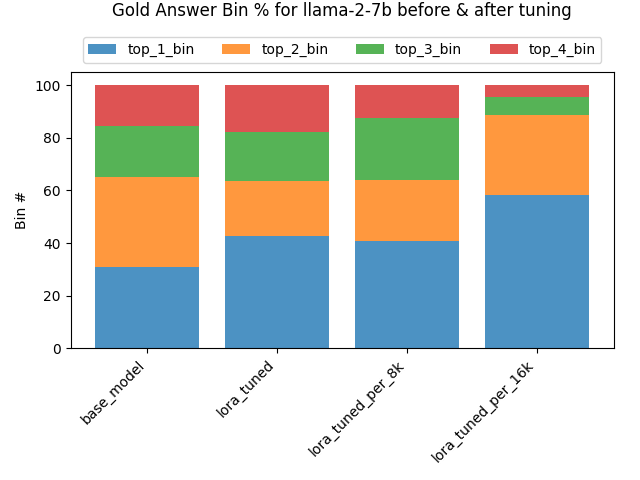 Gold Answer Bin % for llama-2-7b before & after tuning
top_1_bin top_2_bin top_3_bin top_4_bin
100
80
60
40
20
0
Bin #
base_model
lora_tuned
lora_tuned_per_8k
lora_tuned_per_16k